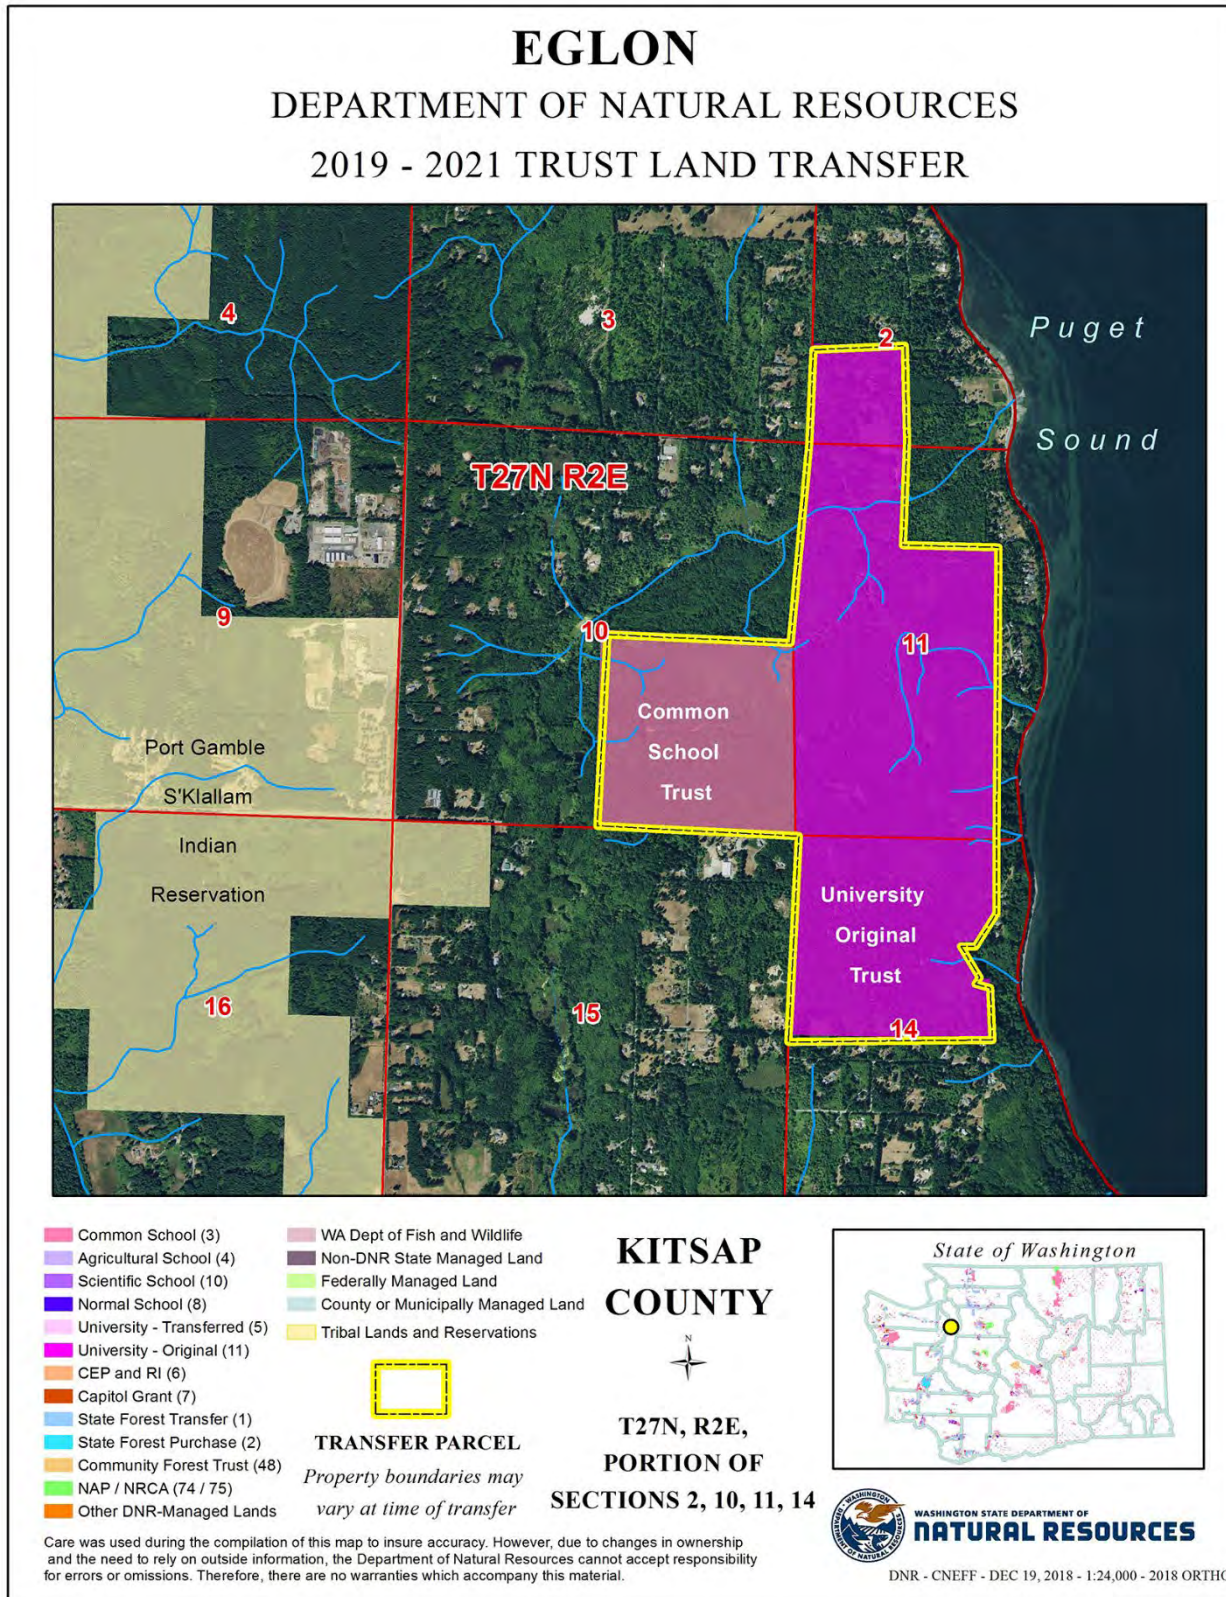 EGLON
DEPARTMENT OF NATURAL RESOURCES
2019 - 2021 TRUST LAND TRANSFER
4
3
2
Puget
Sound
T27N R2E
9
10
11
Common
School
Trust
Port Gamble
S'Klallam
Indian
Reservation
University
Original
Trust
16
15
14
Common School (3)
Agricultural School (4)
Scientific School (10)
Normal School (8)
University - Transferred (5)
University - Original (11)
CEP and RI (6)
Capitol Grant (7)
State Forest Transfer (1)
State Forest Purchase (2)
Community Forest Trust (48)
NAP / NRCA (74 / 75)
Other DNR-Managed Lands
WA Dept of Fish and Wildlife
Non-DNR State Managed Land
Federally Managed Land
County or Municipally Managed Land
Tribal Lands and Reservations
TRANSFER PARCEL
Property boundaries may
vary at time of transfer
KITSAP
COUNTY
N
T27N, R2E,
PORTION OF
SECTIONS 2, 10, 11, 14
State of Washington
WASHINGTON STATE
DEPARTMENT OF NATURAL RESOURCES
WASHINGTON STATE DEPARTMENT OF
NATURAL RESOURCES
Care was used during the compilation of this map to insure accuracy. However, due to changes in ownership
and the need to rely on outside information, the Department of Natural Resources cannot accept responsibility
for errors or omissions. Therefore, there are no warranties which accompany this material.
DNR - CNEFF - DEC 19, 2018 - 1:24,000 - 2018 ORTHO